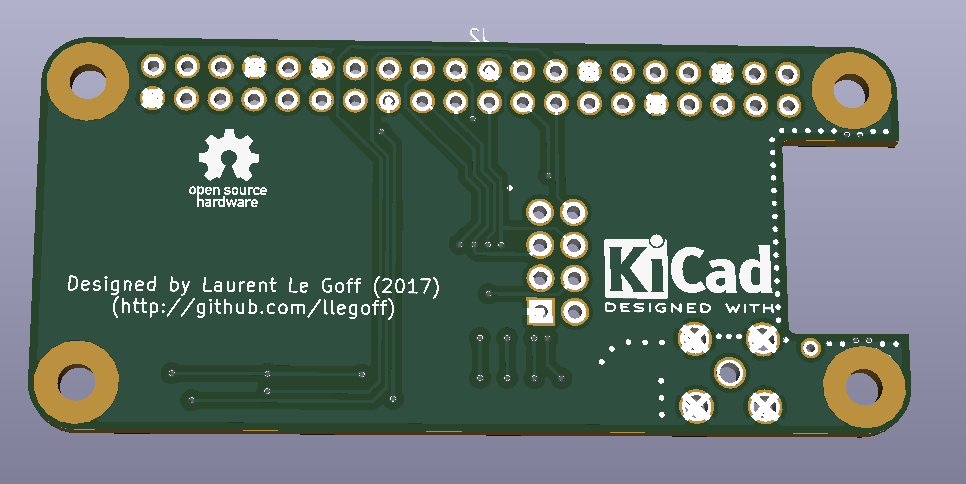 J2
open source
hardware
Designed by Laurent Le Goff (2017)
(http://github.com/llegoff)
KiCad
DESIGNED WITH